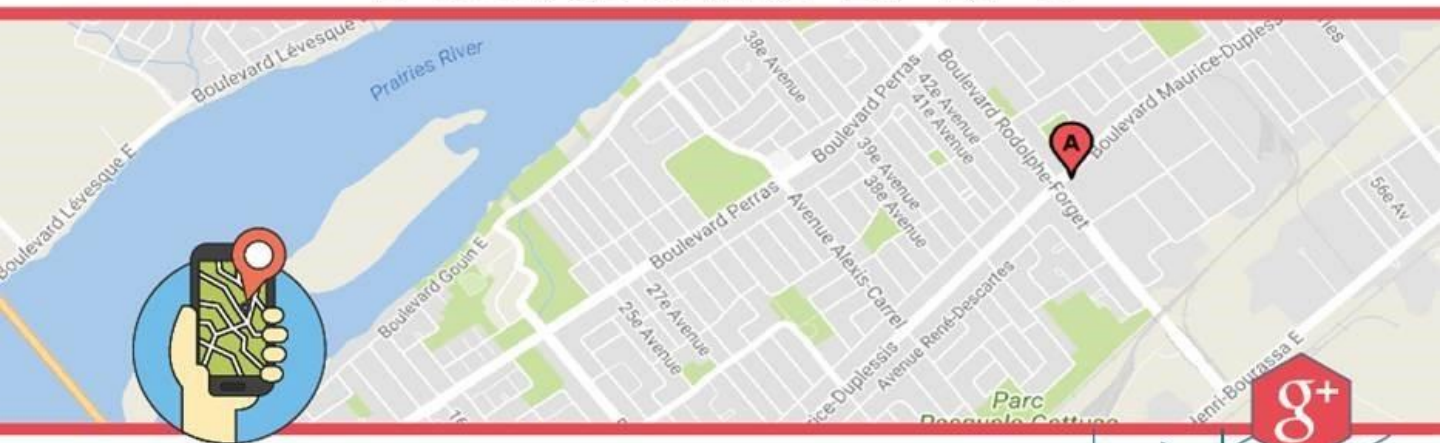 Boulevard Lévesque
Prairies River
Boulevard Lévesque E
38e Avenue
Boulevard Perras
42e Avenue
41e Avenue
Boulevard Rodolphe-Forget
Boulevard Maurice-Dupless
A
39e Avenue
38e Avenue
56e Av
Boulevard Perras
Avenue Alexis-Carrel
Boulevard Gouin E
27e Avenue
25e Avenue
Avenue René-Descartes
ice-Duplessis
Henri-Bourassa E
Parc
g+